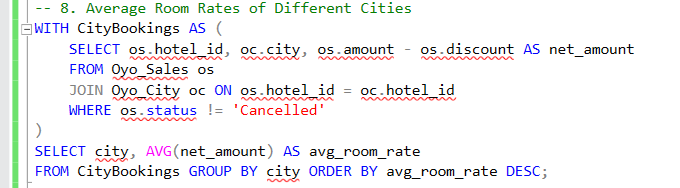 -- 8. Average Room Rates of Different Cities
WITH CityBookings AS (
SELECT os.hotel_id, oc.city, os.amount - os.discount AS net_amount
FROM Oyo_Sales os
JOIN Oyo_City oc ON os.hotel_id = oc.hotel_id
WHERE os.status != 'Cancelled'
)
SELECT city, AVG(net_amount) AS avg_room_rate
FROM CityBookings GROUP BY city ORDER BY avg_room_rate DESC;